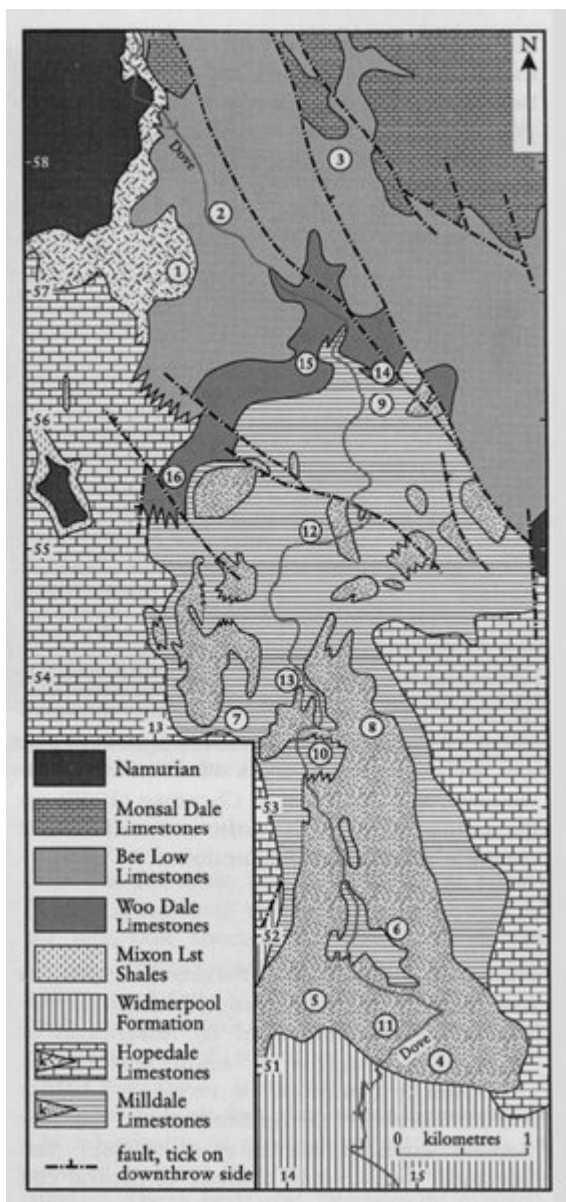 N
Dove
58
3
2
1
57
15
14
9
56
16
12
55
54
13
13
7
8
10
53
6
52
5
11
Dove
4
51
Namurian
Monsal Dale
Limestones
Bee Low
Limestones
Woo Dale
Limestones
Mixon Lst
Shales
Widmerpool
Formation
k
Hopedale
Limestones
k
Milldale
Limestones
fault, tick on
downthrow side
0 kilometres 1
14
15